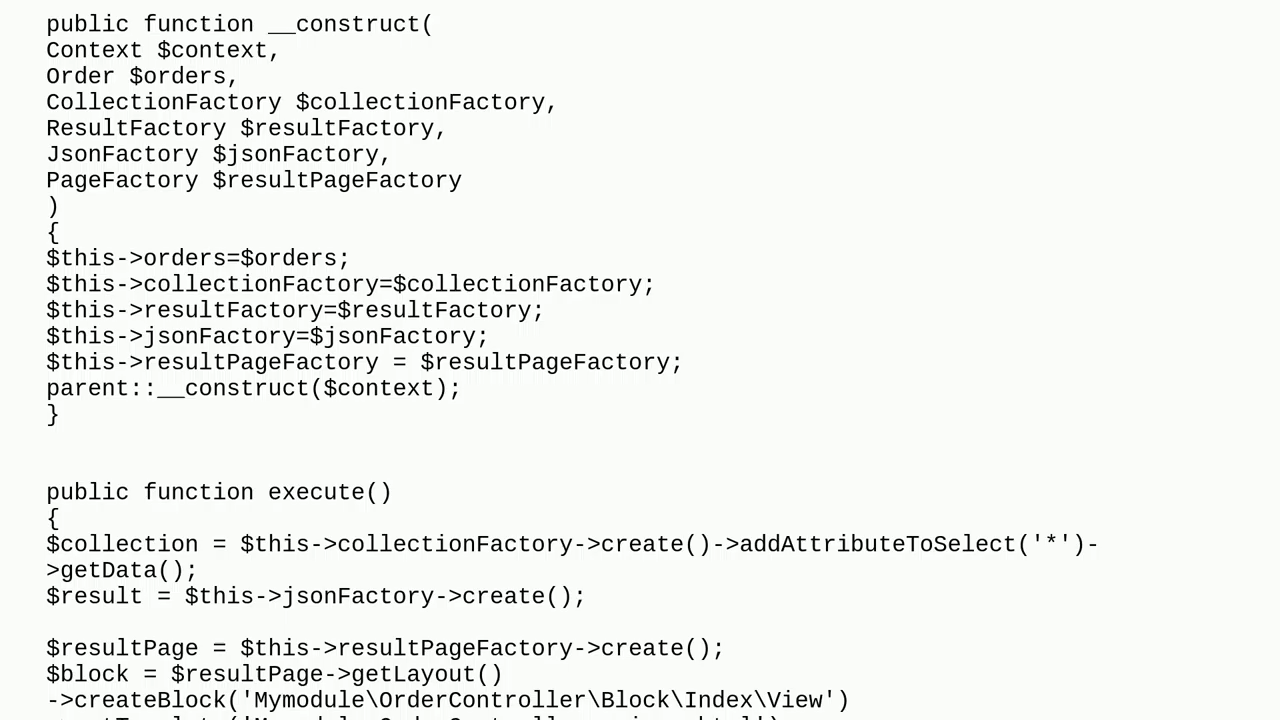 public function __construct(
Context $context,
Order $orders,
CollectionFactory $collectionFactory,
ResultFactory $resultFactory,
JsonFactory $jsonFactory,
PageFactory $resultPageFactory
)
{
$this->orders=$orders;
$this->collectionFactory=$collectionFactory;
$this->resultFactory=$resultFactory;
$this->jsonFactory=$jsonFactory;
$this->resultPageFactory = $resultPageFactory;
parent::__construct($context);
}
public function execute()
{
$collection = $this->collectionFactory->create()->addAttributeToSelect('*')-
>getData();
$result = $this->jsonFactory->create();
$resultPage = $this->resultPageFactory->create();
$block = $resultPage->getLayout()
->createBlock('Mymodule\OrderController\Block\Index\View')